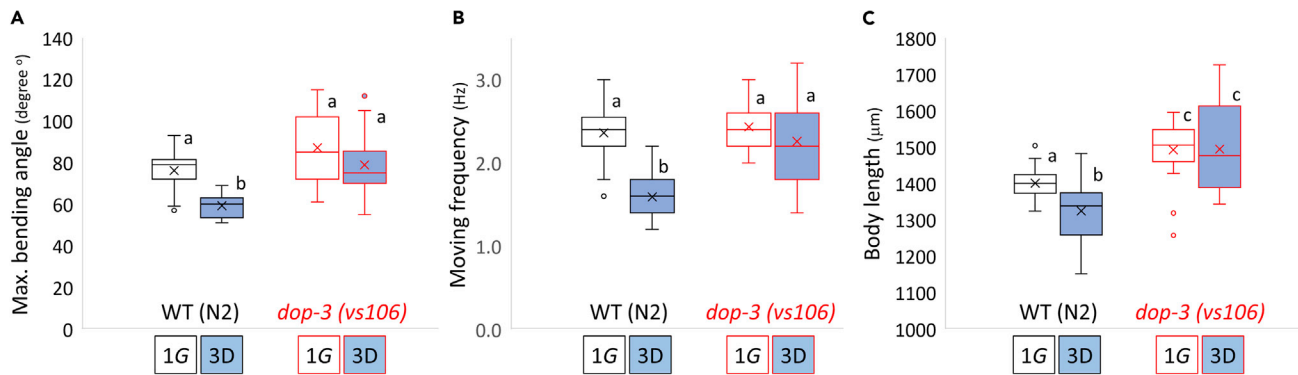 A
Max. bending angle (degree °)
140
120
100
80
60
40
20
0
a
b
a
a
WT (N2)
dop-3 (vs106)
1G
3D
1G
3D
B
Moving frequency (Hz)
3.0
2.0
1.0
0.0
a
b
a
a
WT (N2)
dop-3 (vs106)
1G
3D
1G
3D
C
Body length (μm)
1800
1700
1600
1500
1400
1300
1200
1100
1000
a
b
c
c
WT (N2)
dop-3 (vs106)
1G
3D
1G
3D